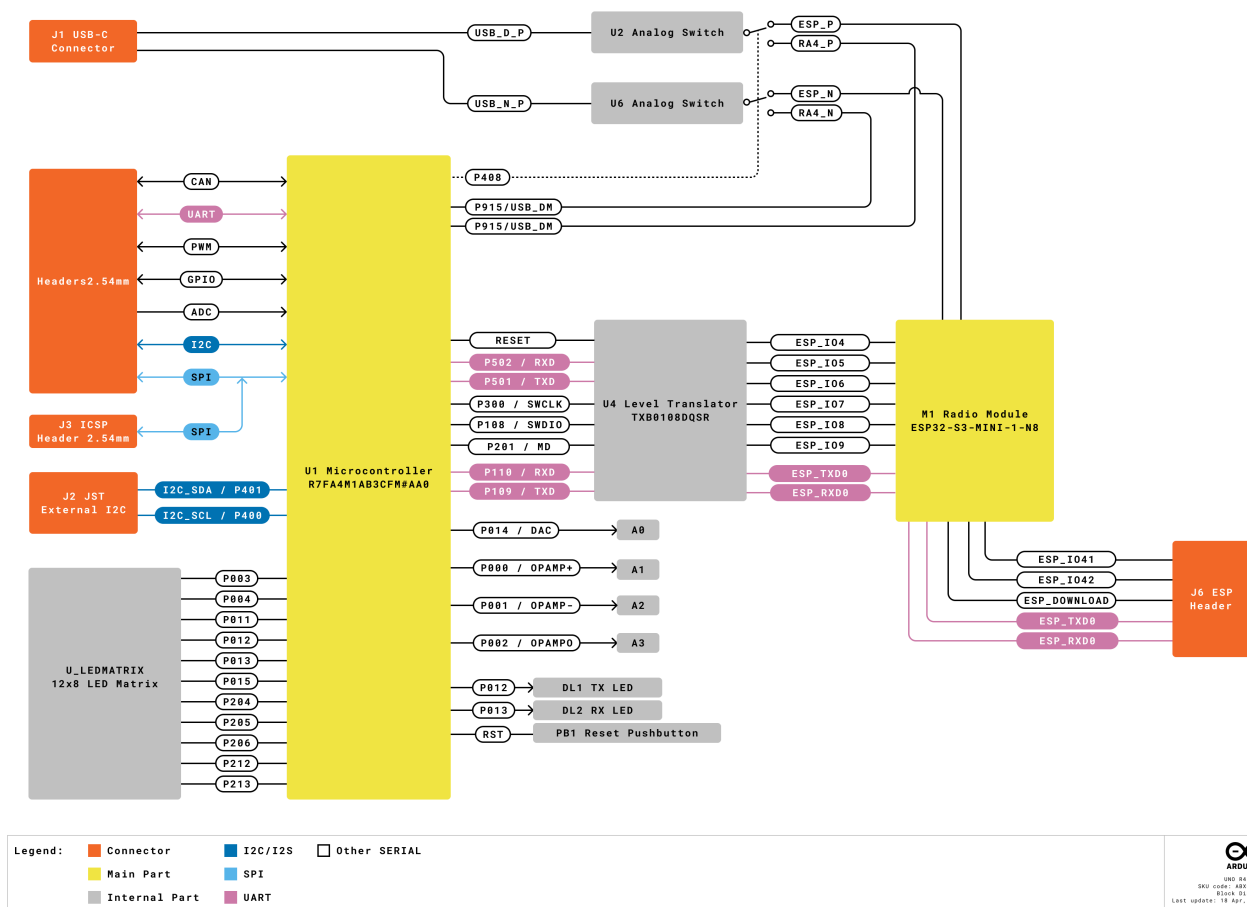 J1 USB-C
Connector
USB_D_P
U2 Analog Switch
ESP_P
RA4_P
USB_N_P
U6 Analog Switch
ESP_N
RA4_N
P408
P915/USB_DM
P915/USB_DM
Headers2.54mm
CAN
UART
PWM
GPIO
ADC
I2C
SPI
J3 ICSP
Header 2.54mm
SPI
J2 JST
External I2C
I2C_SDA / P401
I2C_SCL / P400
U1 Microcontroller
R7FA4M1AB3CFM#AA0
RESET
P502 / RXD
P501 / TXD
P300 / SWCLK
P108 / SWDIO
P201 / MD
P110 / RXD
P109 / TXD
U4 Level Translator
TXB0108DQSR
ESP_IO4
ESP_IO5
ESP_IO6
ESP_IO7
ESP_IO8
ESP_IO9
ESP_TXD0
ESP_RXD0
M1 Radio Module
ESP32-S3-MINI-1-N8
P014 / DAC
A0
P000 / OPAMP+
A1
P001 / OPAMP-
A2
P002 / OPAMPO
A3
ESP_IO41
ESP_IO42
ESP_DOWNLOAD
ESP_TXD0
ESP_RXD0
J6 ESP
Header
U_LEDMATRIX
12x8 LED Matrix
P003
P004
P011
P012
P013
P015
P204
P205
P206
P212
P213
P012
DL1 TX LED
P013
DL2 RX LED
RST
PB1 Reset Pushbutton
Legend:
Connector
I2C/I2S
Other SERIAL
Main Part
SPI
Internal Part
UART
ARDU
UNO R4
SKU code: ABX
Block Di
Last update: 18 Apr,